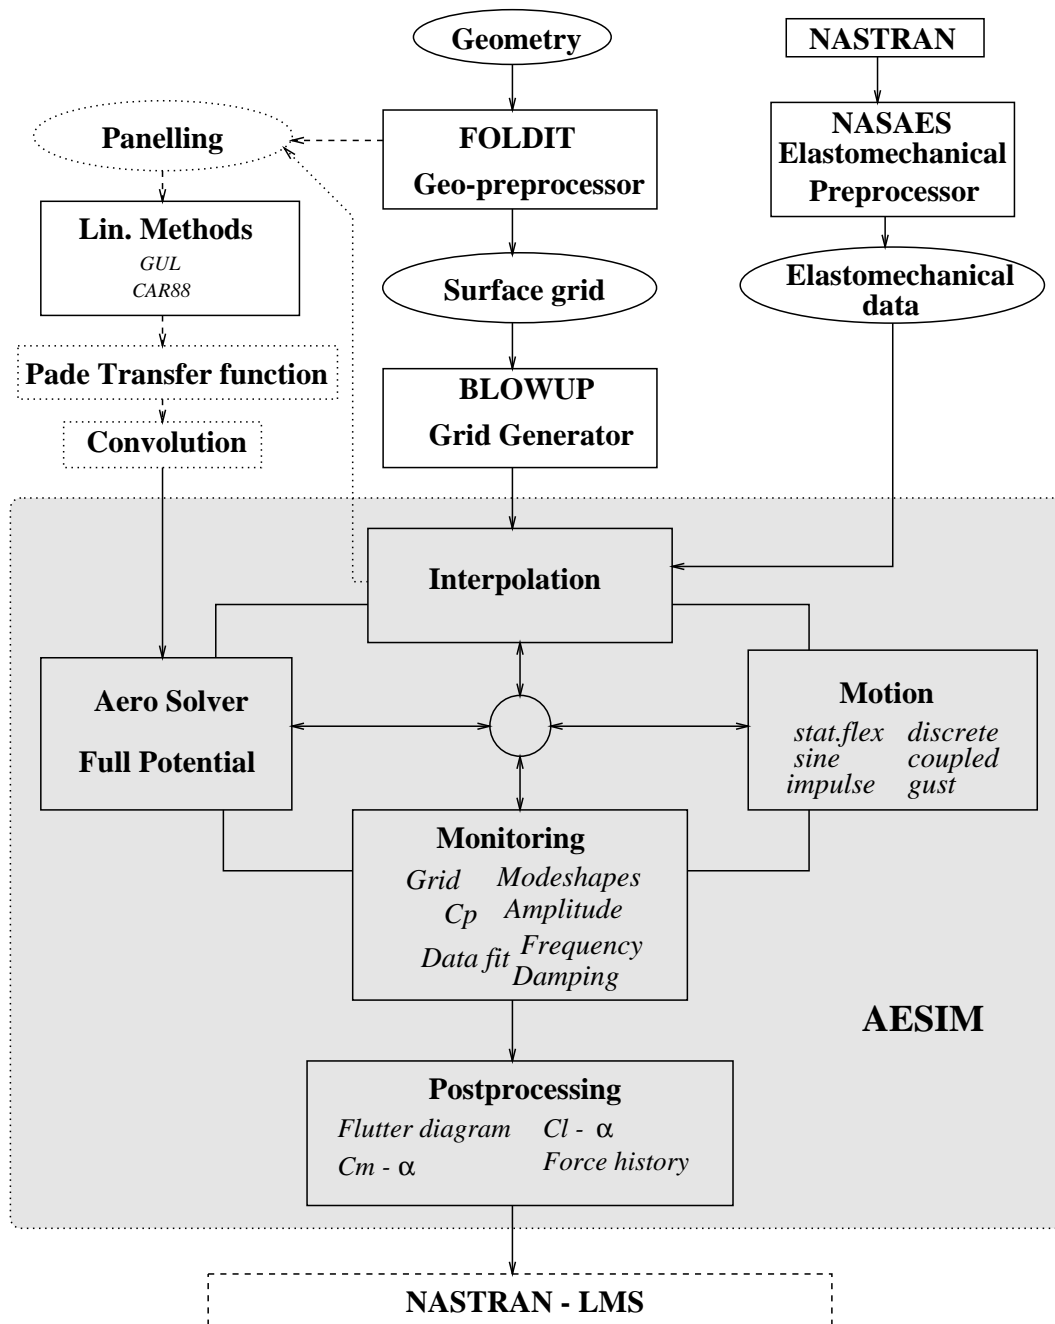 Geometry
NASTRAN
Panelling
FOLDIT
Geo-preprocessor
NASAES
Elastomechanical
Preprocessor
Lin. Methods
GUL
CAR88
Surface grid
Elastomechanical
data
Pade Transfer function
BLOWUP
Grid Generator
Convolution
Interpolation
Aero Solver
Full Potential
Motion
stat.flex discrete
sine coupled
impulse gust
Monitoring
Grid Modeshapes
Cp Amplitude
Data fit Frequency
Damping
AESIM
Postprocessing
Flutter diagram Cl - α
Cm - α Force history
NASTRAN - LMS